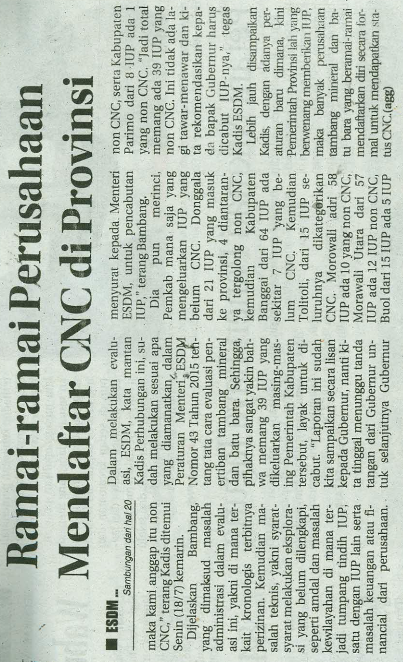 Ramai-ramai Perusahaan
Mendaftar CNC di Provinsi
■ ESDM...
Sambungan dari hal 20
maka kami anggap itu non
CNC," terang Kadis ditemui
Senin (18/7) kemarin.
Dijelaskan Bambang,
yang dimaksud masalah
administrasi dalam evalu-
asi ini, yakni di mana ter-
kait kronologis terbitnya
perizinan. Kemudian ma-
salah teknis, yakni syarat-
syarat melakukan eksplora-
si yang belum dilengkapi,
seperti amdal dan masalah
kewilayahan di mana ter-
jadi tumpang tindih IUP,
satu dengan IUP lain serta
masalah keuangan atau fi-
nancial dari perusahaan.
Dalam melakukan evalu-
asi, ESDM, kata mantan
Kadis Perhubungan ini, su-
dah melakukan sesuai apa
yang diamanatkan, dalam
Peraturan Menteri, ESDM
Nomor 43 Tahun 2015 ten-
tang tata cara evaluasi pen-
ertiban tambang mineral
dan batu bara. Sehingga,
pihaknya sangat yakin bah-
wa memang 39 IUP yang
dikeluarkan masing-mas-
ing Pemerintah Kabupaten
tersebut, layak untuk di-
cabut. "Laporan ini sudah
kita sampaikan secara lisan
kepada Gubernur, nanti ki-
ta tinggal menunggu tanda
tangan dari Gubernur un-
tuk selanjutnya Gubernur
menyurat kepada Menteri
ESDM, untuk pencabutan
IUP," terang Bambang.
Dia pun merinci,
Pemkab mana saja yang
mengeluarkan IUP yang
belum CNC. Donggala
dari 21 IUP yang masuk
ke provinsi, 4 diantaran-
ya tergolong non CNC,
kemudian Kabupaten
Banggai dari 64 IUP ada
sekitar 7 IUP yang be-
lum CNC. Kemudian
Tolitoli, dari 15 IUP se-
luruhnya dikategorikan
CNC. Morowali adri 58
IUP ada 10 yang non CNC,
Morawali Utara dari 57
IUP ada 12 IUP non CNC,
Buol dari 15 IUP ada 5 IUP
non CNC, serta Kabupaten
Parimo dari 8 IUP ada 1
yang non CNC. "Jadi total
memang ada 39 IUP yang
non CNC. Ini tidak ada la-
gi tawar-menawar dan ki-
ta rekomendasikan kepa-
da bapak Gubernur harus
dicabut IUP-nya," tegas
Kadis ESDM.
Lebih jauh disampaikan
Kadis, dengan adanya per-
aturan baru dimana, kini
Pemerintah Provinsi lah yang
berwenang memberikan IUP,
maka banyak perusahaan
tambang mineral dan ba-
tu bara yang beramai-ramai
mendaftarkan diri secara for-
mal untuk mendapatkan sta-
tus CNC.(agg)